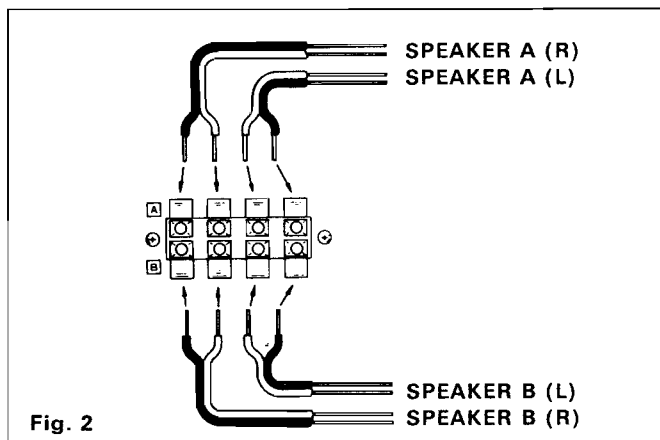 SPEAKER A (R)
SPEAKER A (L)
A
B
SPEAKER B (L)
SPEAKER B (R)
Fig. 2